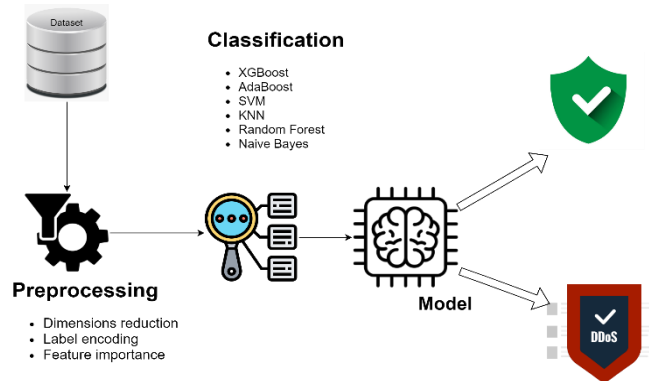 Dataset
Classification
• XGBoost
• AdaBoost
• SVM
• KNN
• Random Forest
• Naive Bayes
Preprocessing
• Dimensions reduction
• Label encoding
• Feature importance
Model
DDoS